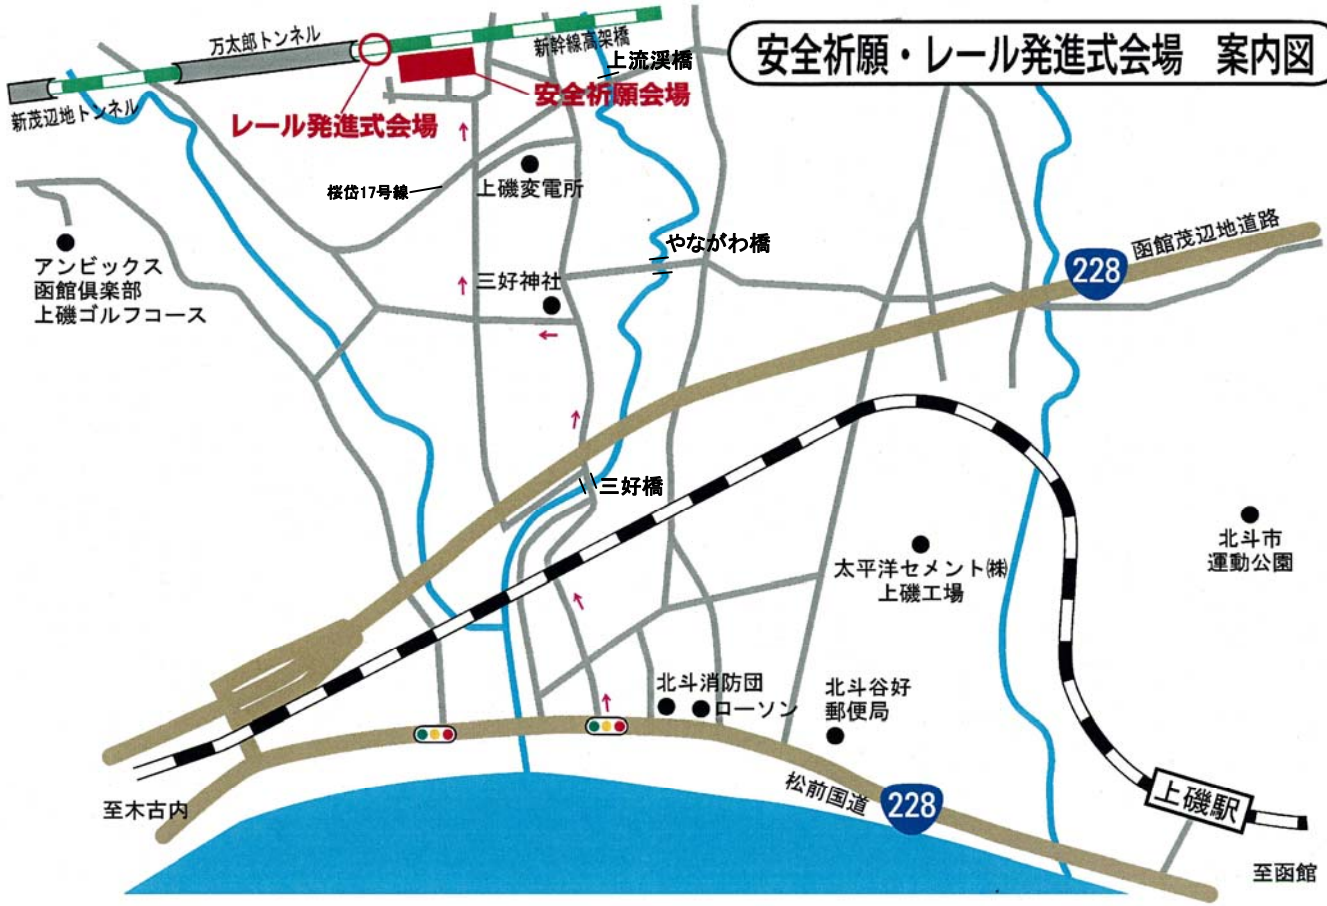 安全祈願・レール発進式会場　案内図
万太郎トンネル
新幹線高架橋
上流渓橋
新茂辺地トンネル
レール発進式会場
安全祈願会場
桜岱17号線
上磯変電所
やながわ橋
函館茂辺地道路
228
アンビックス
函館倶楽部
上磯ゴルフコース
三好神社
三好橋
太平洋セメント㈱
上磯工場
北斗市
運動公園
北斗消防団
ローソン
北斗谷好
郵便局
松前国道
228
上磯駅
至木古内
至函館